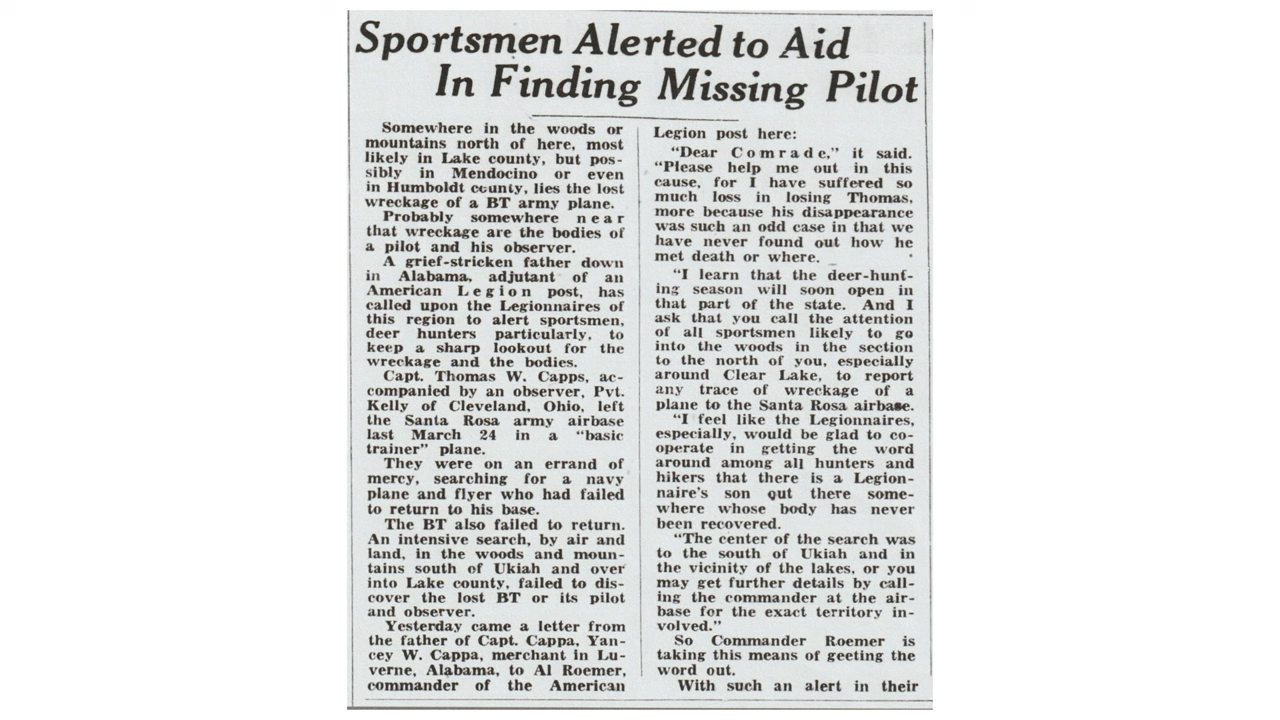 Sportsmen Alerted to Aid
In Finding Missing Pilot
Somewhere in the woods or
mountains north of here, most
likely in Lake county, but pos-
sibly in Mendocino or even
in Humboldt county, lies the lost
wreckage of a BT army plane.
Probably somewhere near
that wreckage are the bodies of
a pilot and his observer.
A grief-stricken father down
in Alabama, adjutant of an
American Legion post, has
called upon the Legionnaires of
this region to alert sportsmen,
deer hunters particularly, to
keep a sharp lookout for the
wreckage and the bodies.
Capt. Thomas W. Capps, ac-
companied by an observer, Pvt.
Kelly of Cleveland, Ohio, left
the Santa Rosa army airbase
last March 24 in a "basic
trainer" plane.
They were on an errand of
mercy, searching for a navy
plane and flyer who had failed
to return to his base.
The BT also failed to return.
An intensive search, by air and
land, in the woods and moun-
tains south of Ukiah and over
into Lake county, failed to dis-
cover the lost BT or its pilot
and observer.
Yesterday came a letter from
the father of Capt. Cappa, Yan-
cey W. Cappa, merchant in Lu-
verne, Alabama, to Al Roemer,
commander of the American
Legion post here:
"Dear Comrade," it said.
"Please help me out in this
cause, for I have suffered so
much loss in losing Thomas,
more because his disappearance
was such an odd case in that we
have never found out how he
met death or where.
"I learn that the deer-hunt-
ing season will soon open in
that part of the state. And I
ask that you call the attention
of all sportsmen likely to go
into the woods in the section
to the north of you, especially
around Clear Lake, to report
any trace of wreckage of a
plane to the Santa Rosa airbase.
"I feel like the Legionnaires,
especially, would be glad to co-
operate in getting the word
around among all hunters and
hikers that there is a Legion-
naire's son out there some-
where whose body has never
been recovered.
"The center of the search was
to the south of Ukiah and in
the vicinity of the lakes, or you
may get further details by call-
ing the commander at the air-
base for the exact territory in-
volved."
So Commander Roemer is
taking this means of geeting the
word out.
With such an alert in their